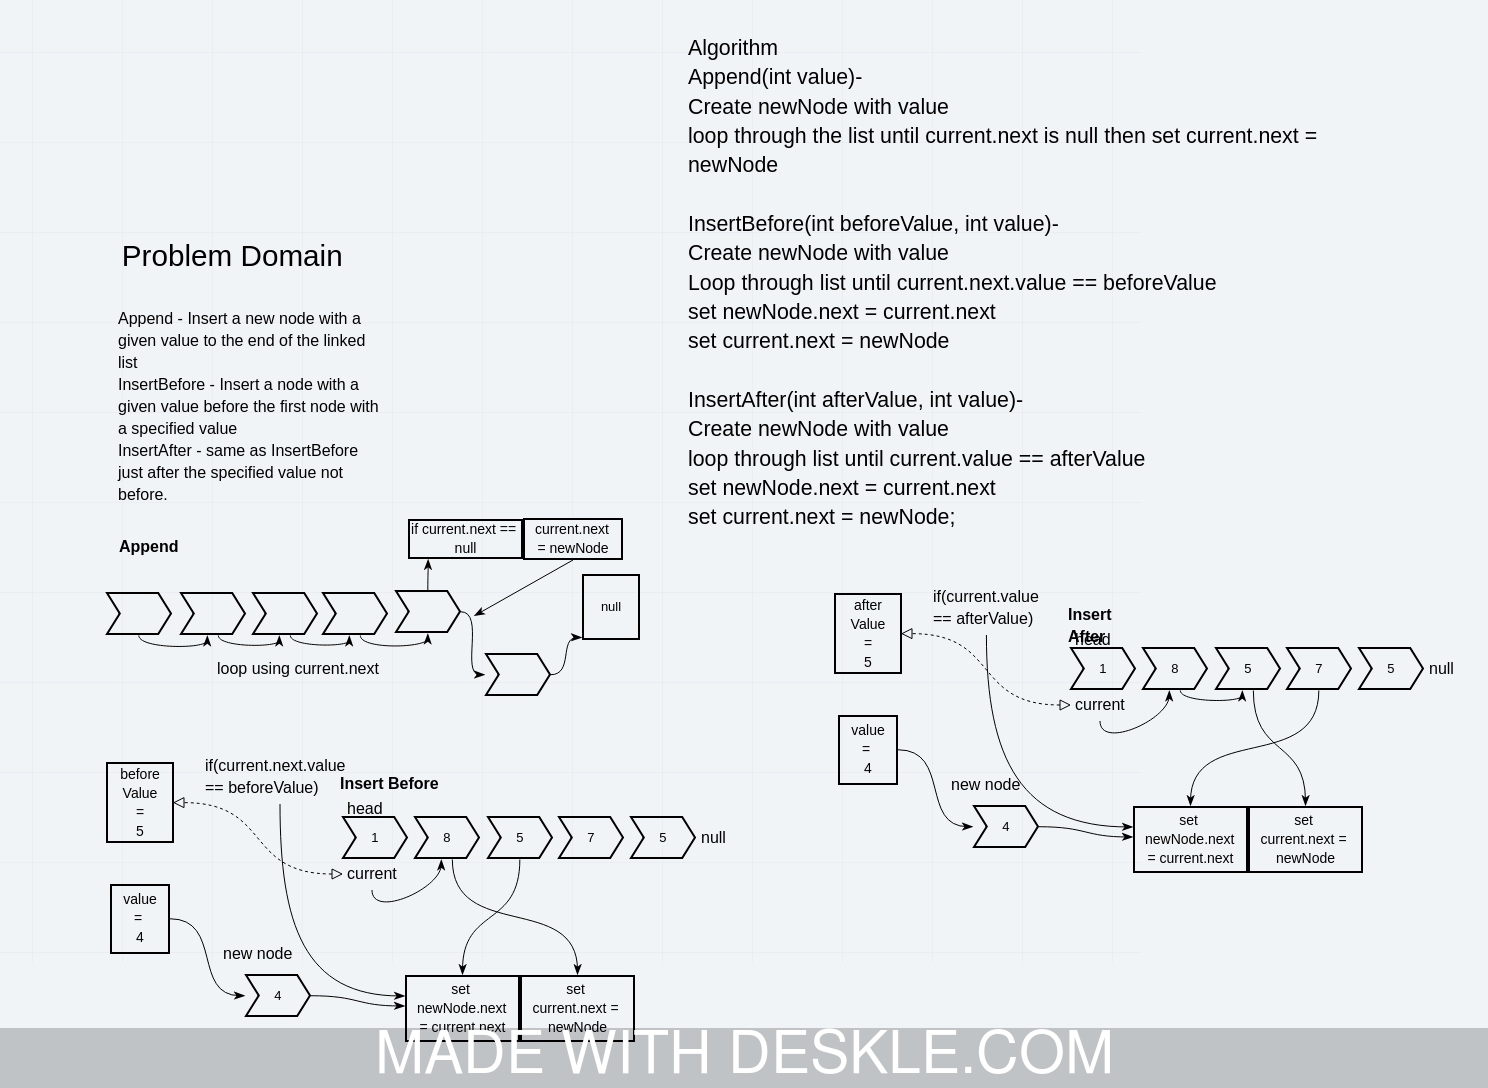 Algorithm
Append(int value)-
Create newNode with value
loop through the list until current.next is null then set current.next =
newNode
InsertBefore(int beforeValue, int value)-
Create newNode with value
Loop through list until current.next.value == beforeValue
set newNode.next = current.next
set current.next = newNode
InsertAfter(int afterValue, int value)-
Create newNode with value
loop through list until current.value == afterValue
set newNode.next = current.next
set current.next = newNode;
Problem Domain
Append - Insert a new node with a
given value to the end of the linked
list
InsertBefore - Insert a node with a
given value before the first node with
a specified value
InsertAfter - same as InsertBefore
just after the specified value not
before.
Append
if current.next ==
null
current.next
= newNode
null
loop using current.next
before
Value
=
5
if(current.next.value
== beforeValue)
Insert Before
head
1
8
5
7
5
null
current
value
=
4
new node
4
set
newNode.next
= current.next
set
current.next =
newNode
after
Value
=
5
if(current.value
== afterValue)
Insert
After
head
1
8
5
7
5
null
current
value
=
4
new node
4
set
newNode.next
= current.next
set
current.next =
newNode
MADE WITH DESKLE.COM